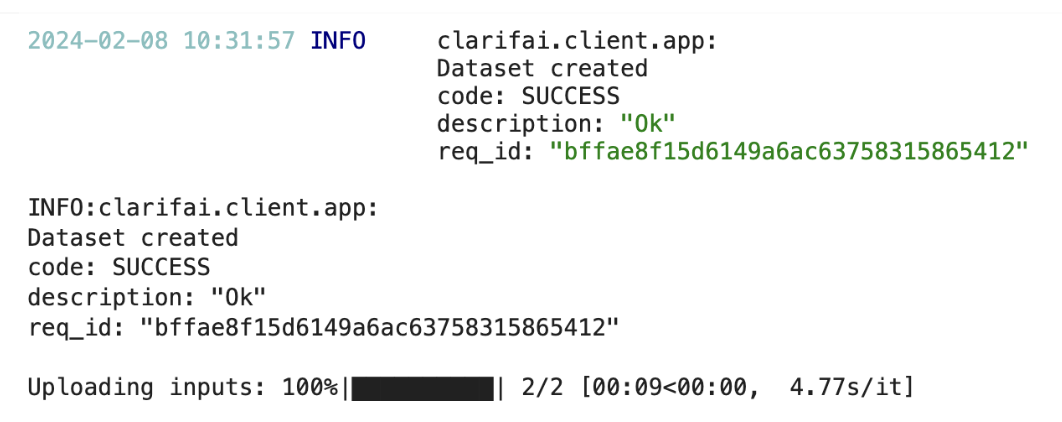 2024-02-08 10:31:57 INFO clarifai.client.app:
Dataset created
code: SUCCESS
description: "Ok"
req_id: "bffae8f15d6149a6ac63758315865412"
INFO:clarifai.client.app:
Dataset created
code: SUCCESS
description: "Ok"
req_id: "bffae8f15d6149a6ac63758315865412"
Uploading inputs: 100%|██████████| 2/2 [00:09<00:00, 4.77s/it]